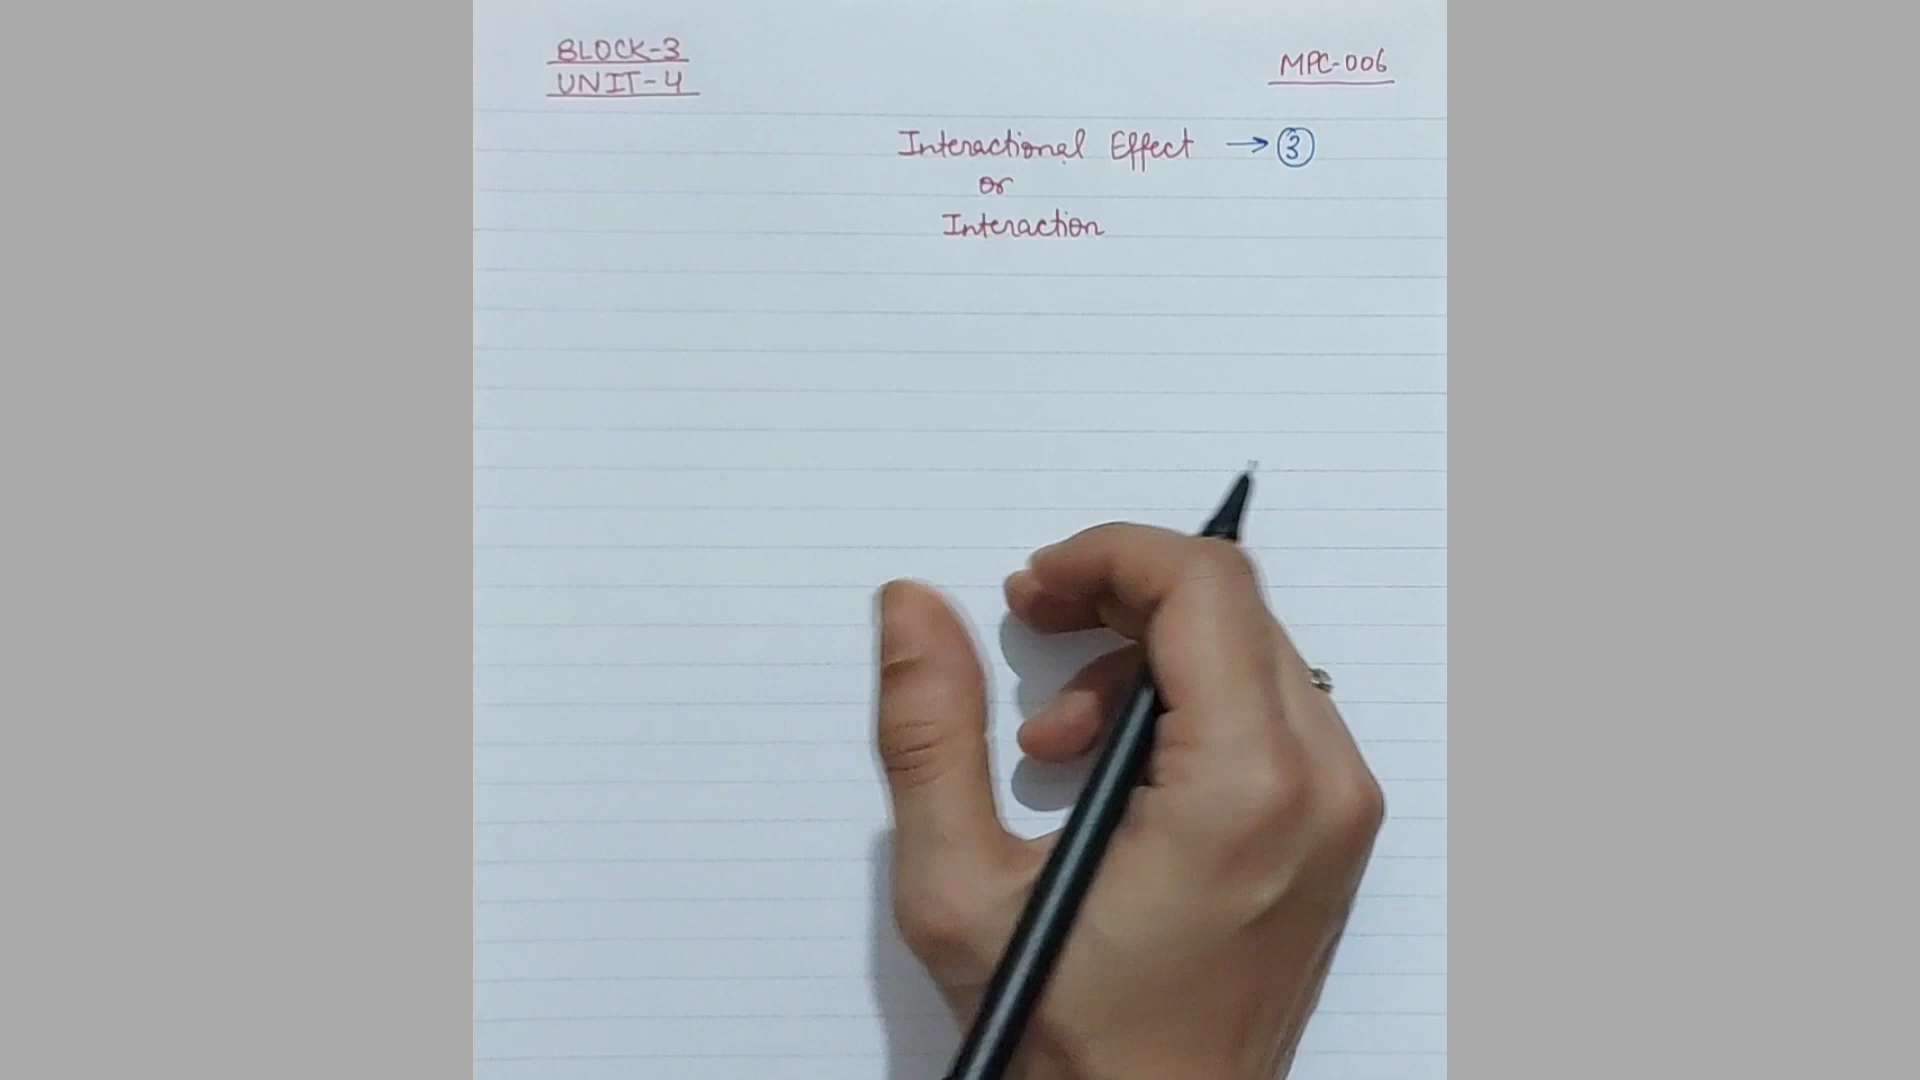 BLOCK-3
UNIT-4
MPC-006
Interactional Effect → ③
or
Interaction